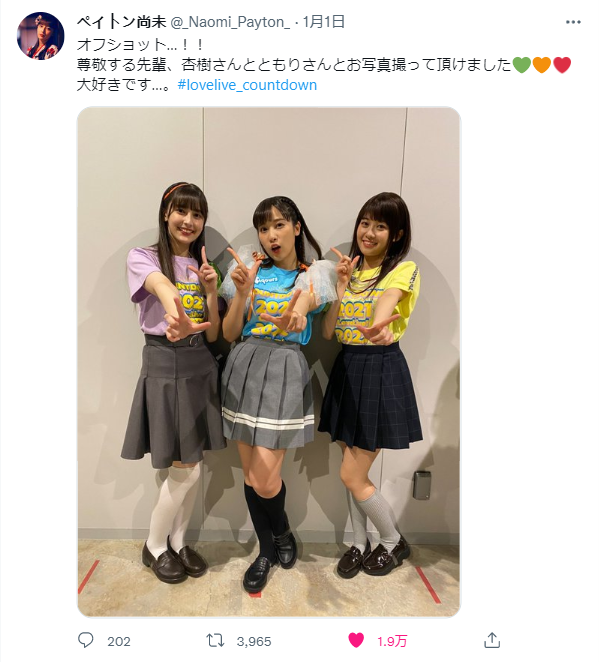 ペイトン尚未 @_Naomi_Payton_ · 1月1日
オフショット...！！
尊敬する先輩、杏樹さんとともりさんとお写真撮って頂けました💚🧡❤️
大好きです...。#lovelive_countdown
2021
2021
2021
202
3,965
1.9万